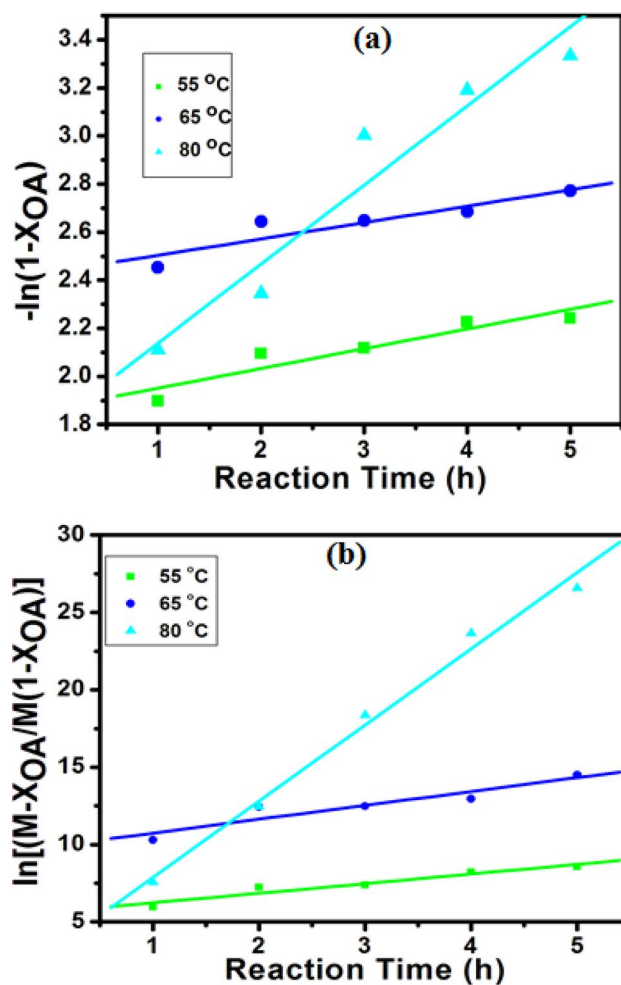 (a)
55 °C
65 °C
80 °C
3.4
3.2
3.0
2.8
2.6
2.4
2.2
2.0
1.8
-ln(1-XOA)
1 2 3 4 5
Reaction Time (h)
(b)
55 °C
65 °C
80 °C
30
25
20
15
10
5
ln[(M-XOA/M(1-XOA)]
1 2 3 4 5
Reaction Time (h)